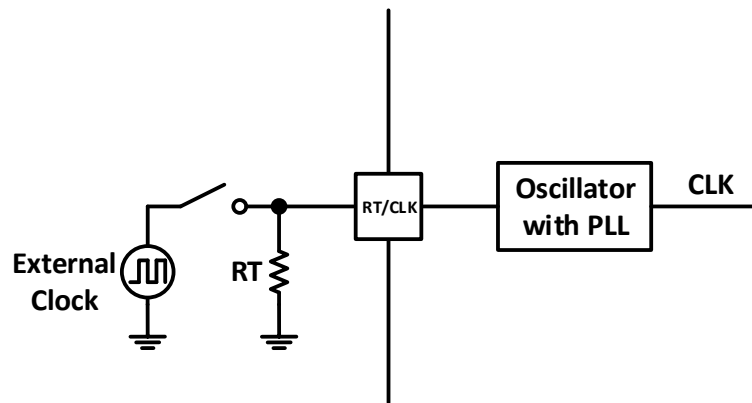 External
Clock
RT
RT/CLK
Oscillator
with PLL
CLK